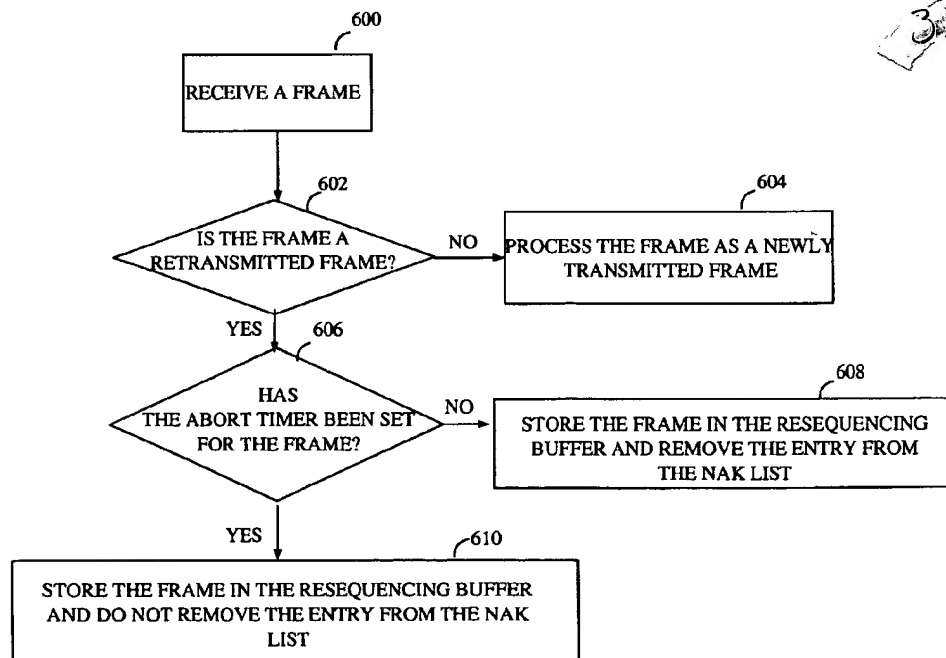 600
3
RECEIVE A FRAME
602
604
IS THE FRAME A
RETRANSMITTED FRAME?
NO
PROCESS THE FRAME AS A NEWLY
TRANSMITTED FRAME
YES
606
608
HAS
THE ABORT TIMER BEEN SET
FOR THE FRAME?
NO
STORE THE FRAME IN THE RESEQUENCING
BUFFER AND REMOVE THE ENTRY FROM
THE NAK LIST
YES
610
STORE THE FRAME IN THE RESEQUENCING BUFFER
AND DO NOT REMOVE THE ENTRY FROM THE NAK
LIST